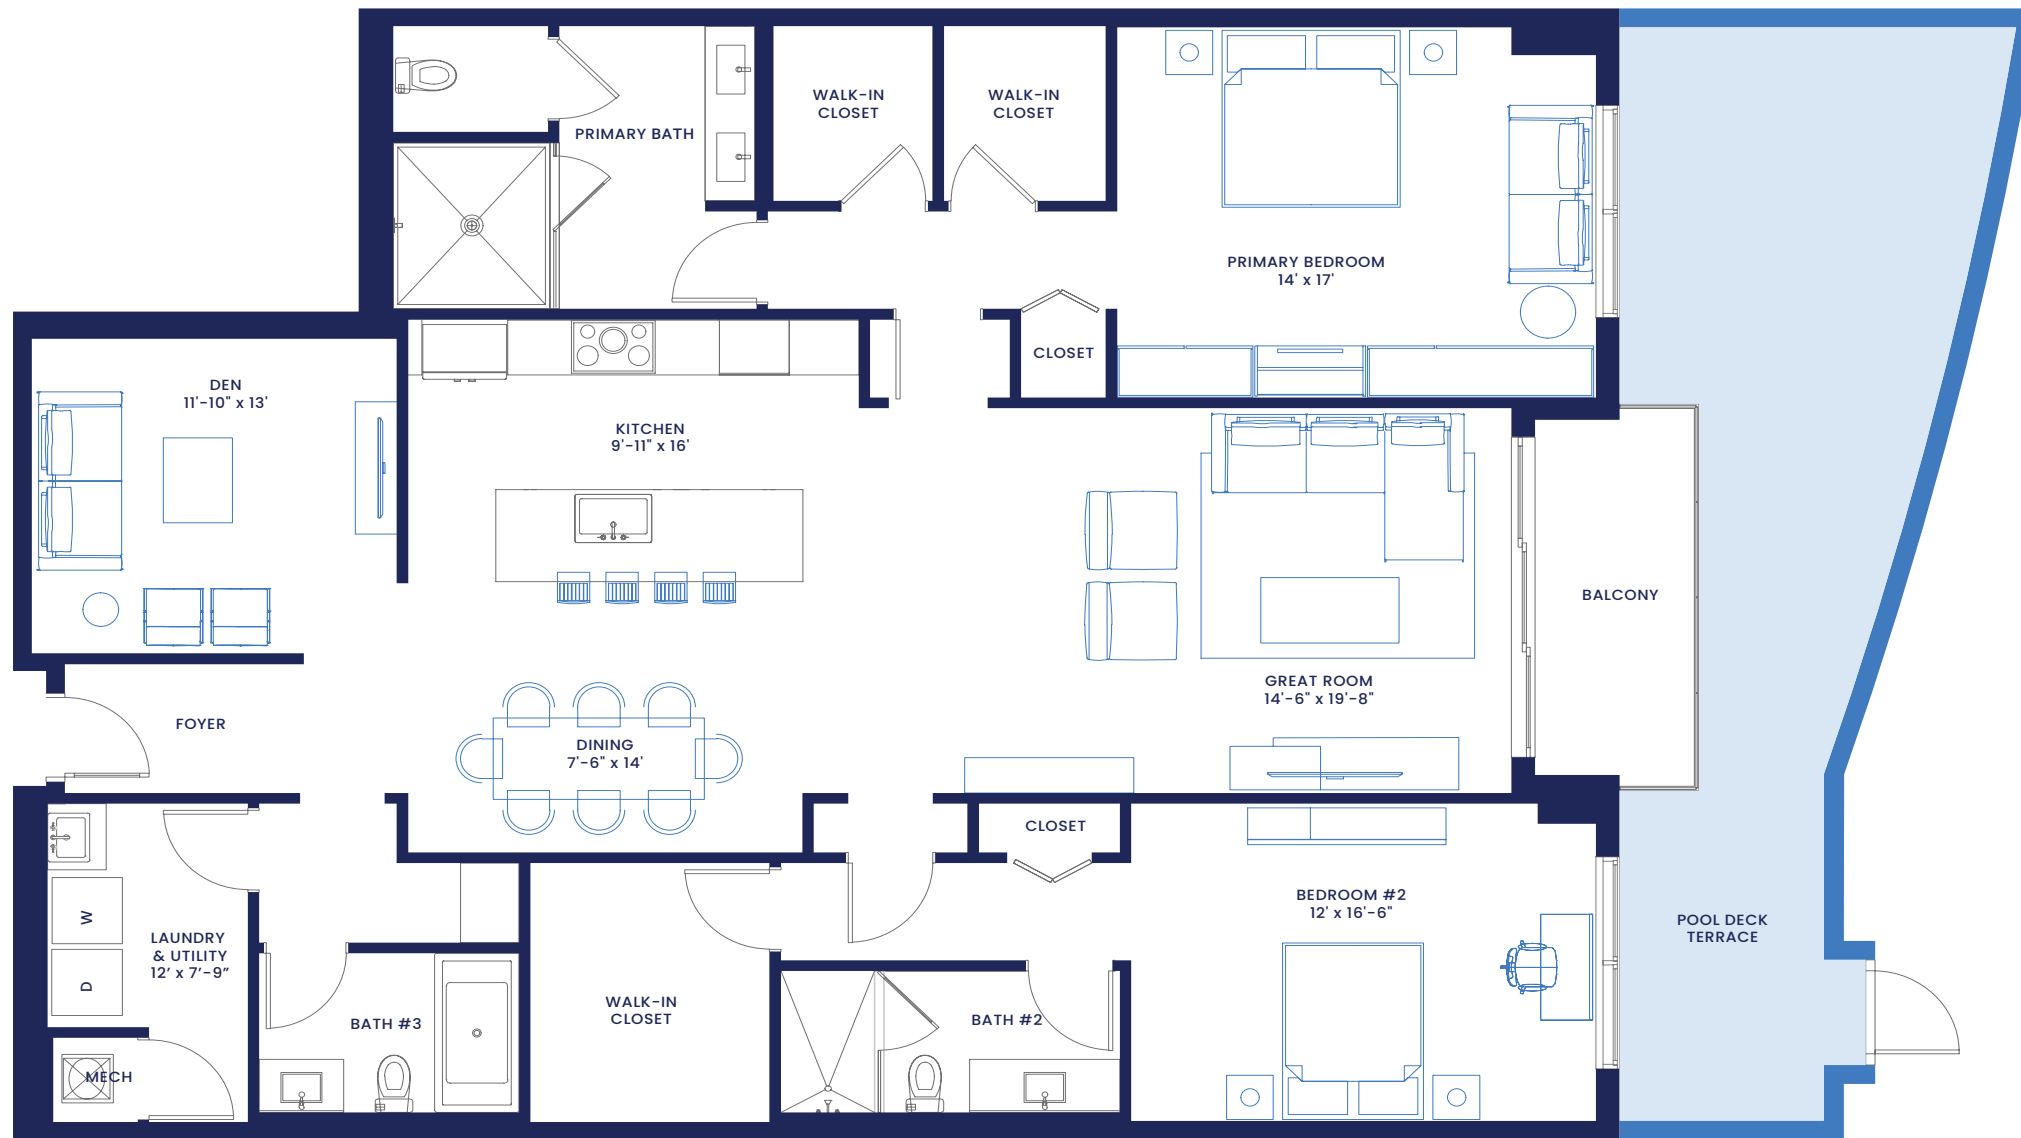 WALK-IN
CLOSET
WALK-IN
CLOSET
PRIMARY BATH
PRIMARY BEDROOM
14' x 17'
CLOSET
DEN
11'-10" x 13'
KITCHEN
9'-11" x 16'
BALCONY
GREAT ROOM
14'-6" x 19'-8"
FOYER
DINING
7'-6" x 14'
CLOSET
BEDROOM #2
12' x 16'-6"
W
POOL DECK
TERRACE
LAUNDRY
& UTILITY
12’ x 7’-9”
D
WALK-IN
CLOSET
BATH #3
BATH #2
MECH